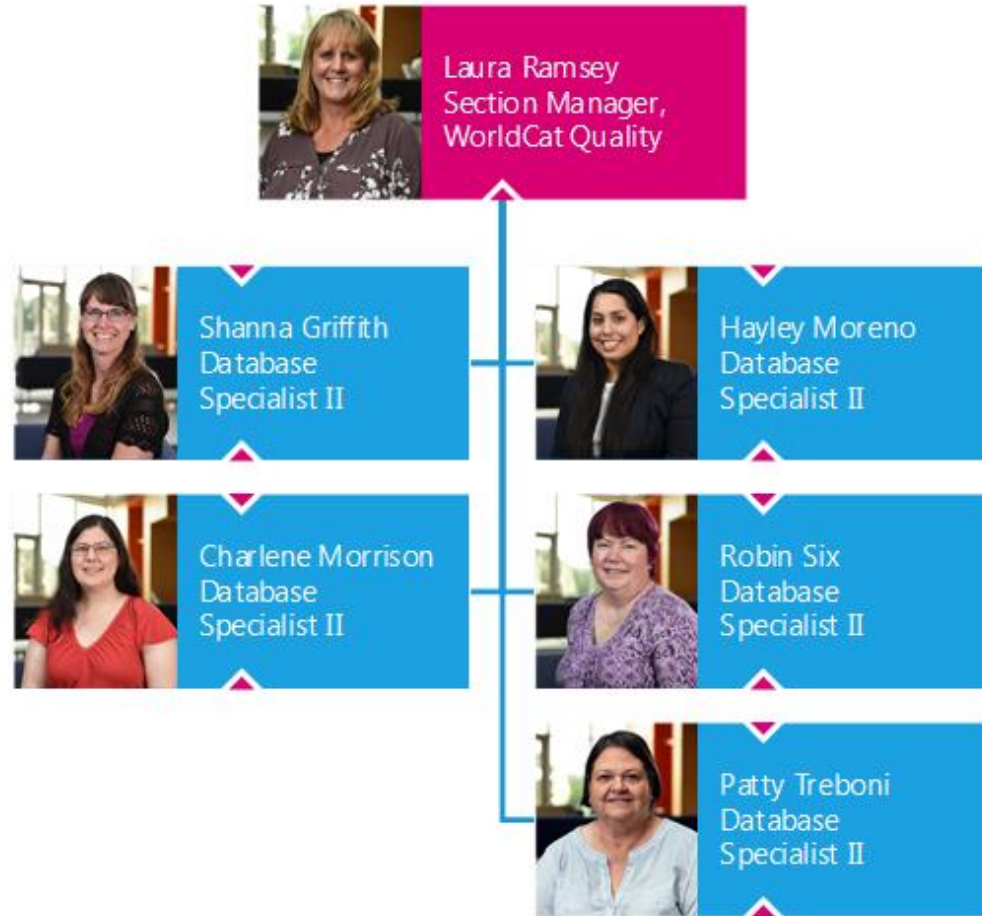 Laura Ramsey
Section Manager,
WorldCat Quality
Shanna Griffith
Database
Specialist II
Hayley Moreno
Database
Specialist II
Charlene Morrison
Database
Specialist II
Robin Six
Database
Specialist II
Patty Treboni
Database
Specialist II